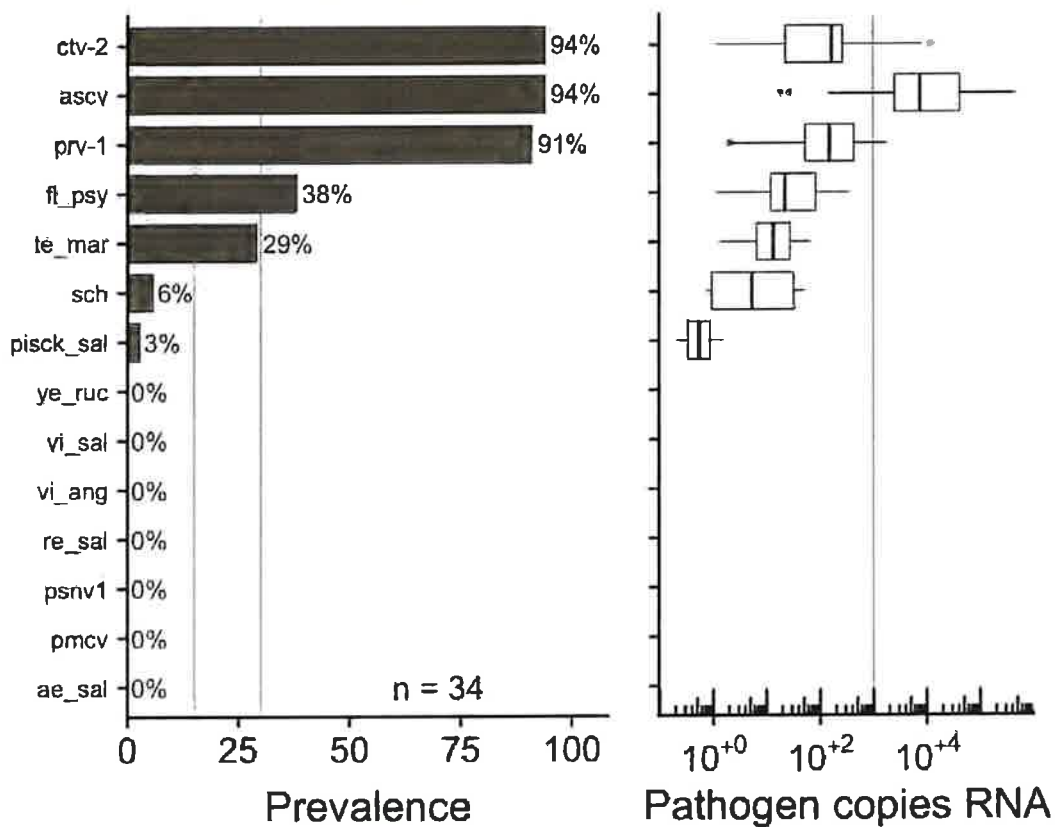 ctv-2 94%
ascv 94%
prv-1 91%
fl_psy 38%
te_mar 29%
sch 6%
pisck_sal 3%
ye_ruc 0%
vi_sal 0%
vi_ang 0%
re_sal 0%
psnv1 0%
pmcv 0%
ae_sal 0% n = 34
0 25 50 75 100 10+0 10+2 10+4
Prevalence Pathogen copies RNA